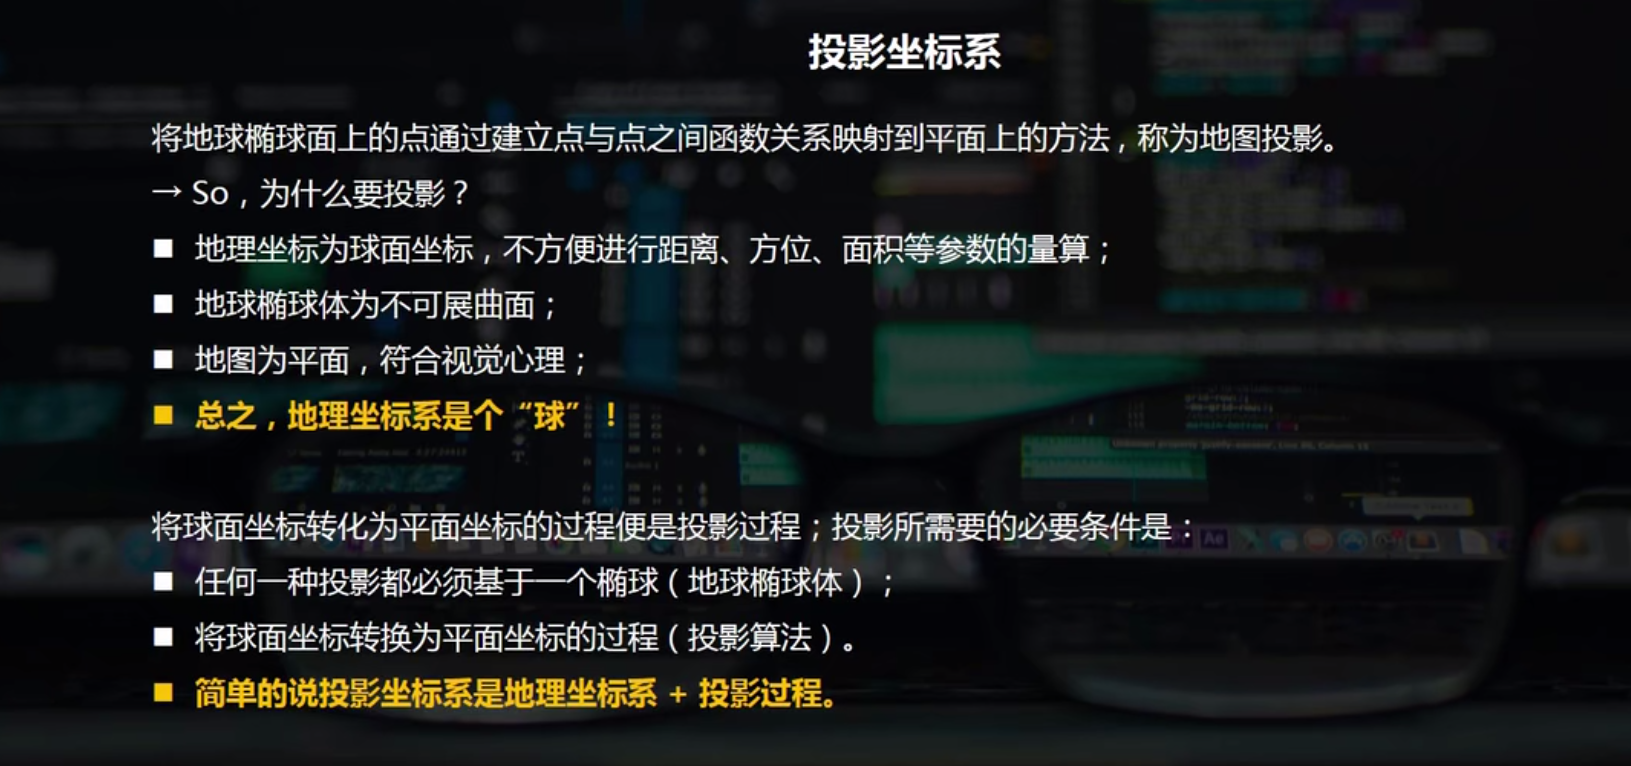 投影坐标系
将地球椭球面上的点通过建立点与点之间函数关系映射到平面上的方法，称为地图投影。
→ So，为什么要投影？
■ 地理坐标为球面坐标，不方便进行距离、方位、面积等参数的量算；
■ 地球椭球体为不可展曲面；
■ 地图为平面，符合视觉心理；
■ 总之，地理坐标系是个“球”！
将球面坐标转化为平面坐标的过程便是投影过程；投影所需要的必要条件是：
■ 任何一种投影都必须基于一个椭球（地球椭球体）；
■ 将球面坐标转换为平面坐标的过程（投影算法）。
■ 简单的说投影坐标系是地理坐标系 + 投影过程。